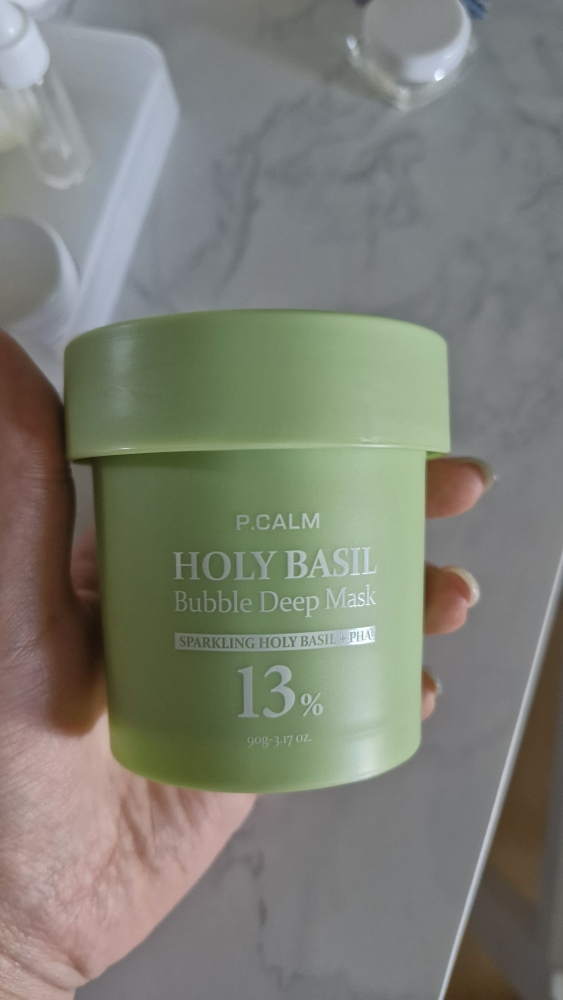 P.CALM
HOLY BASIL
Bubble Deep Mask
SPARKLING HOLY BASIL + PHA
13%
90g-3.17 oz.